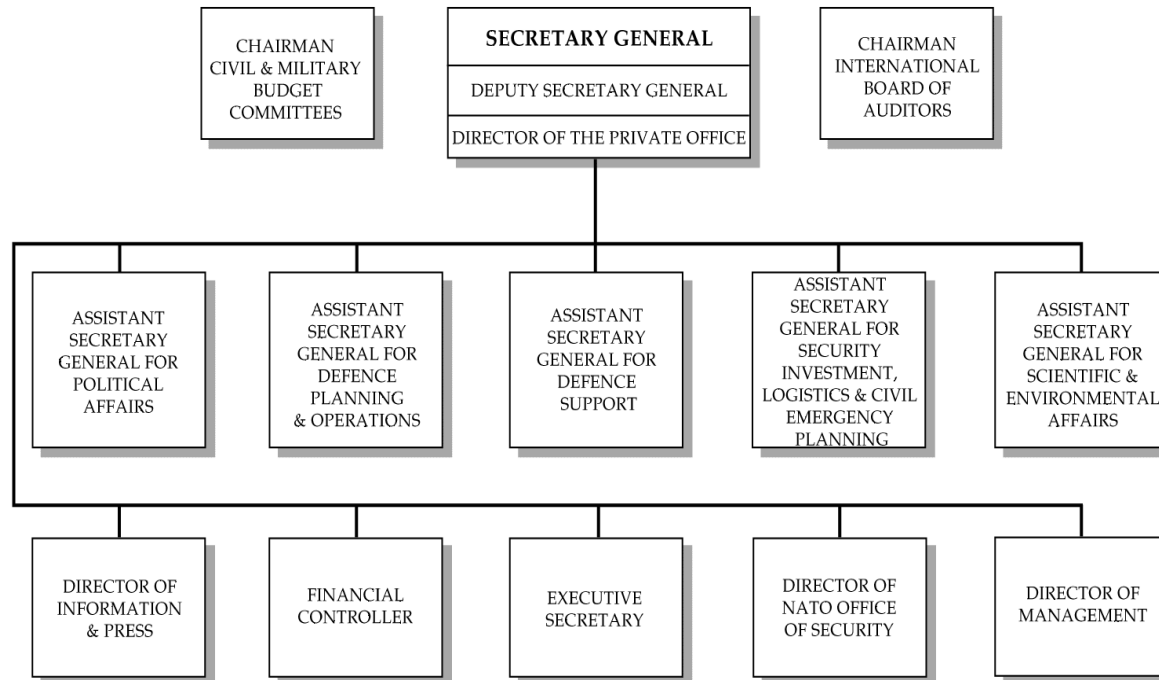 CHAIRMAN
CIVIL & MILITARY
BUDGET
COMMITTEES
SECRETARY GENERAL
DEPUTY SECRETARY GENERAL
DIRECTOR OF THE PRIVATE OFFICE
CHAIRMAN
INTERNATIONAL
BOARD OF
AUDITORS
ASSISTANT
SECRETARY
GENERAL FOR
POLITICAL
AFFAIRS
ASSISTANT
SECRETARY
GENERAL FOR
DEFENCE
PLANNING
& OPERATIONS
ASSISTANT
SECRETARY
GENERAL FOR
DEFENCE
SUPPORT
ASSISTANT
SECRETARY
GENERAL FOR
SECURITY
INVESTMENT,
LOGISTICS & CIVIL
EMERGENCY
PLANNING
ASSISTANT
SECRETARY
GENERAL FOR
SCIENTIFIC &
ENVIRONMENTAL
AFFAIRS
DIRECTOR OF
INFORMATION
& PRESS
FINANCIAL
CONTROLLER
EXECUTIVE
SECRETARY
DIRECTOR OF
NATO OFFICE
OF SECURITY
DIRECTOR OF
MANAGEMENT